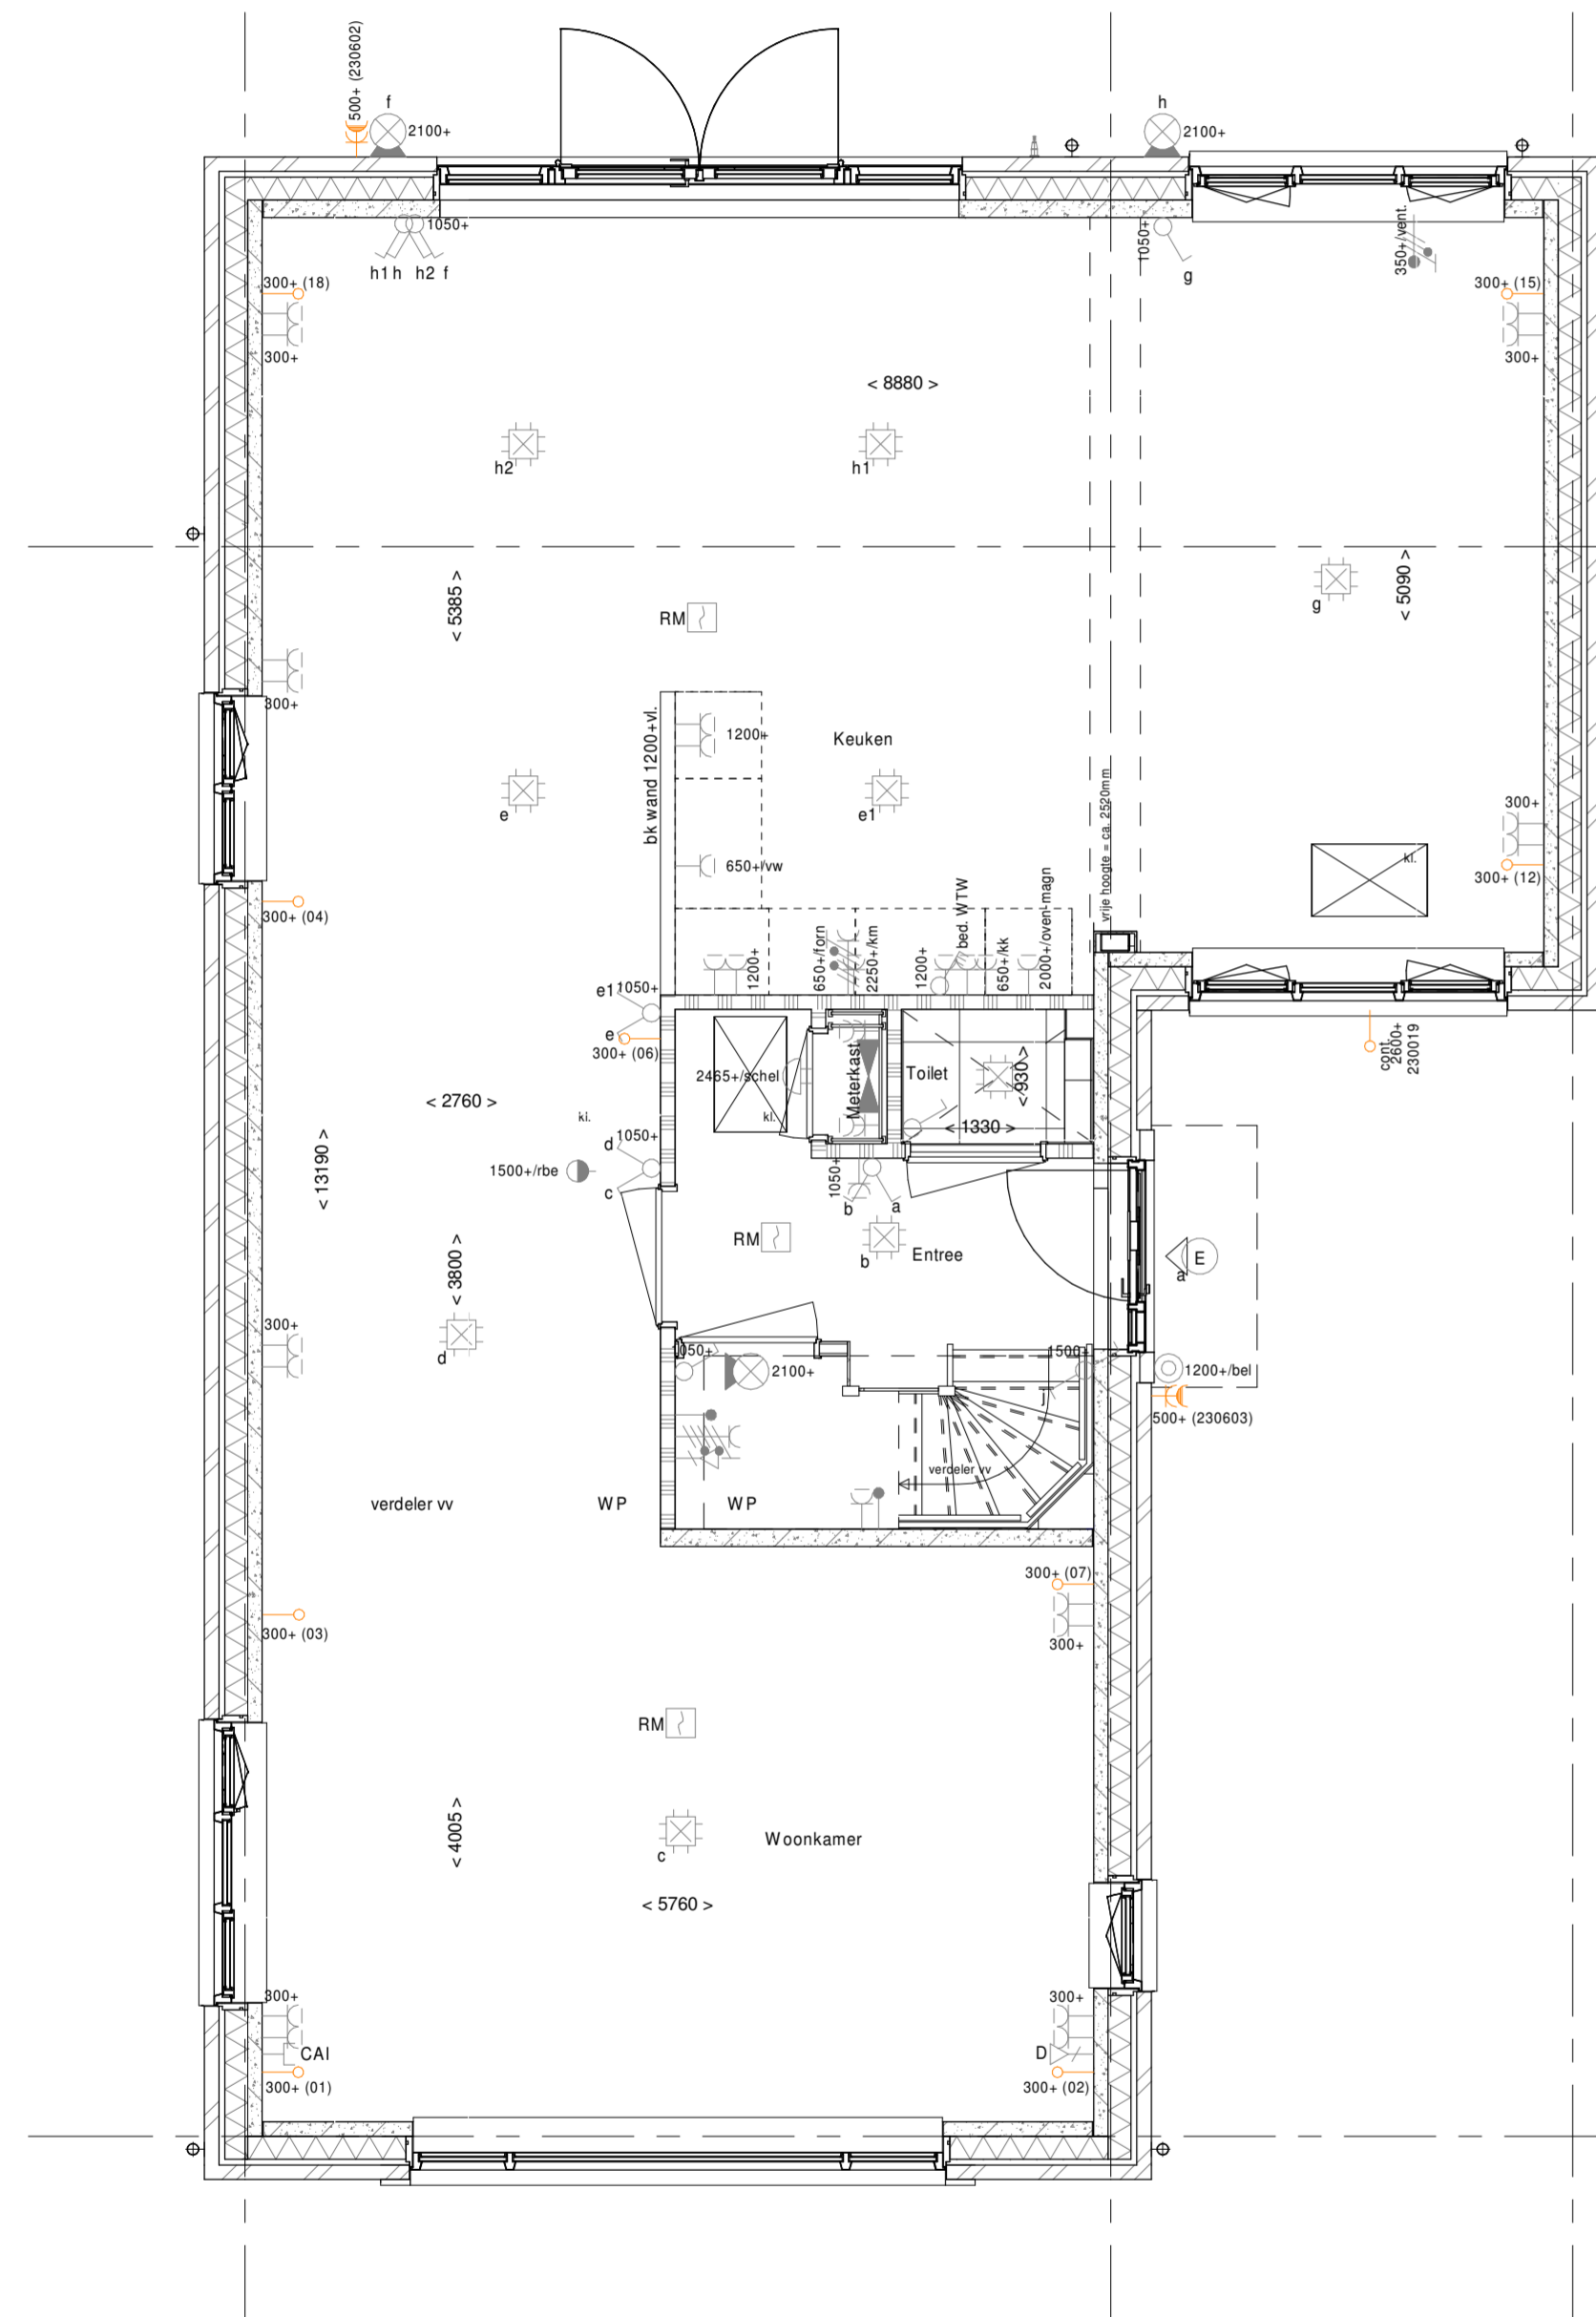 500+ (230602)
f
2100+
h
2100+
1050+
h1 h h2 f
1050+
g
350+/vent.
300+ (18)
300+
300+ (15)
300+
< 8880 >
h2
h1
< 5385 >
RM
g
< 5090 >
300+
bk wand 1200+vl.
1200+
Keuken
e
e1
vrije hoogte = ca. 2520mm
300+
kl.
300+ (12)
650+/vw
300+ (04)
1200+
650+/forn
2250+/km
1200+
bed. WTW
650+/kk
2000+/oven-magn
e1
1050+
e
300+ (06)
cont.
2600+
230019
2465+/schel
Meterkast
Toilet
< 930 >
< 2760 >
kl.
kl.
< 1330 >
d
1050+
< 13190 >
1500+/rbe
c
1050+
b
a
RM
b
Entree
E
a
< 3800 >
300+
d
1050+
2100+
1500+
1200+/bel
500+ (230603)
verdeler vv
verdeler vv
WP
WP
300+ (07)
300+
300+ (03)
RM
< 4005 >
Woonkamer
c
< 5760 >
300+
CAI
300+ (01)
300+
D
300+ (02)